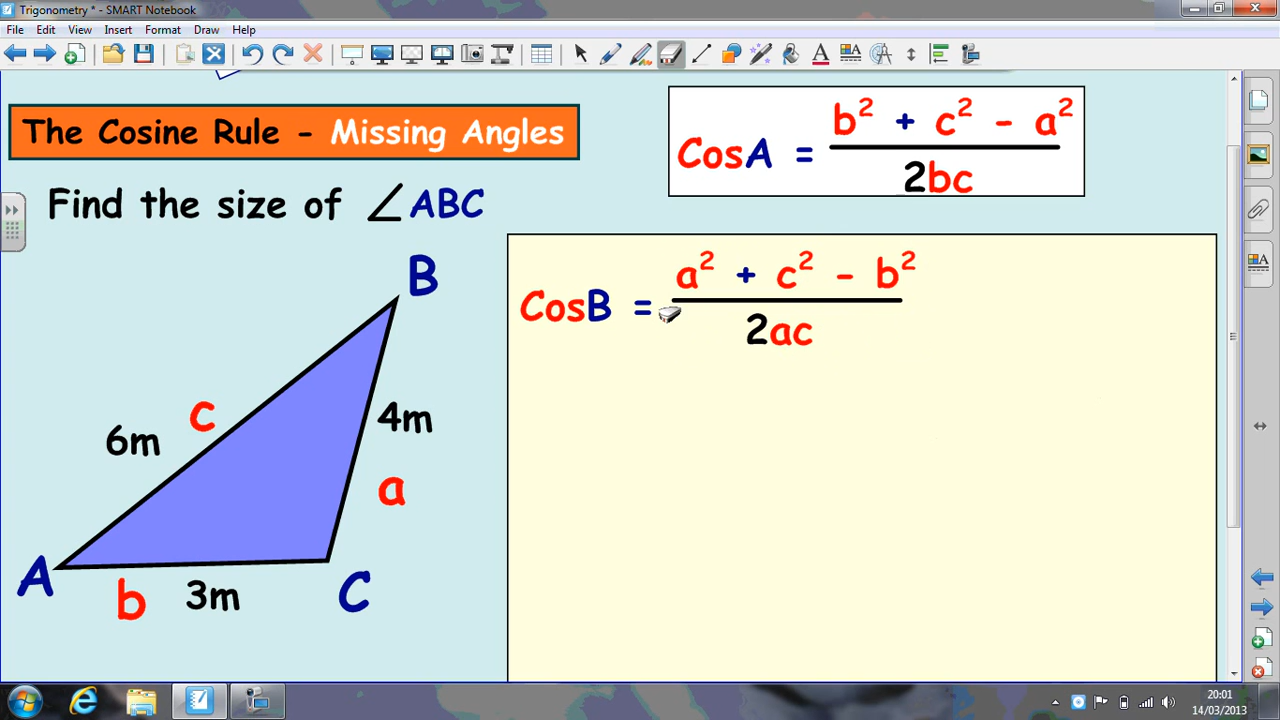 Trigonometry * - SMART Notebook
File Edit View Insert Format Draw Help
The Cosine Rule - Missing Angles
CosA = b² + c² - a² / 2bc
Find the size of ∠ABC
CosB = a² + c² - b² / 2ac
B
c
6m
4m
a
A
b
3m
C
20:01
14/03/2013